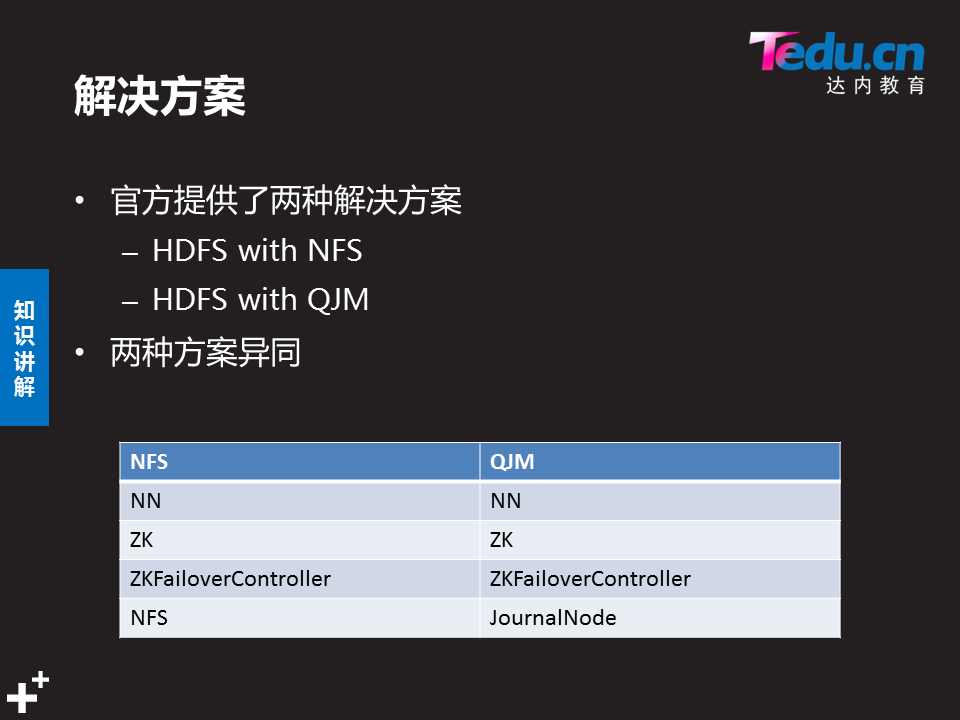 Tedu.cn
达内教育
解决方案
• 官方提供了两种解决方案
– HDFS with NFS
– HDFS with QJM
• 两种方案异同
知识讲解
NFS QJM
NN NN
ZK ZK
ZKFailoverController ZKFailoverController
NFS JournalNode